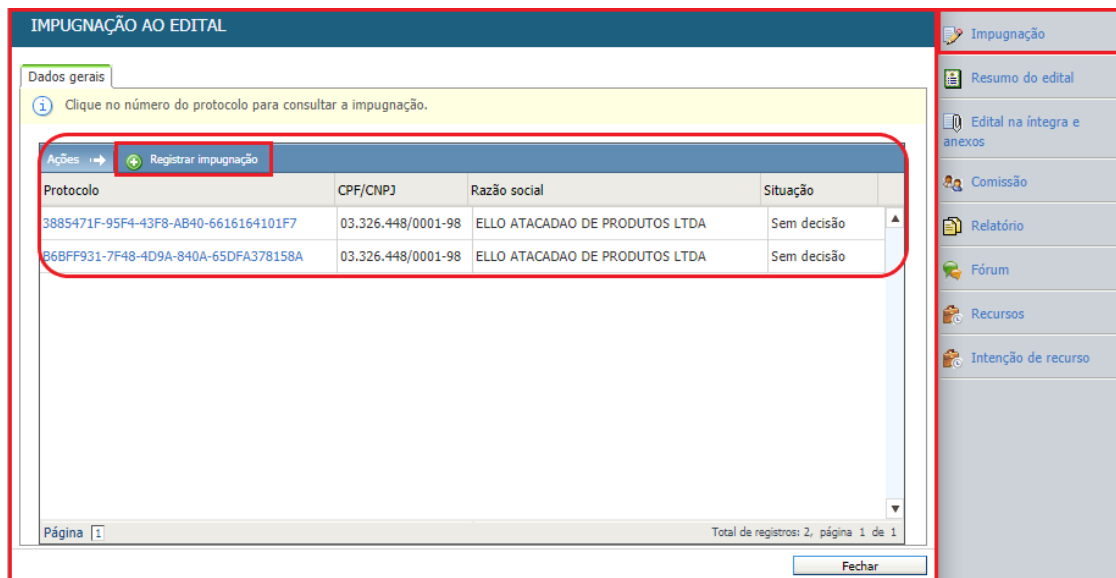 IMPUGNAÇÃO AO EDITAL
Dados gerais
Clique no número do protocolo para consultar a impugnação.
Ações Registrar impugnação
Protocolo CPF/CNPJ Razão social Situação
3885471F-95F4-43F8-AB40-6616164101F7 03.326.448/0001-98 ELLO ATACADAO DE PRODUTOS LTDA Sem decisão
B6BFF931-7F48-4D9A-840A-65DFA378158A 03.326.448/0001-98 ELLO ATACADAO DE PRODUTOS LTDA Sem decisão
Página 1 Total de registros: 2, página 1 de 1
Fechar
Impugnação
Resumo do edital
Edital na íntegra e
anexos
Comissão
Relatório
Fórum
Recursos
Intenção de recurso